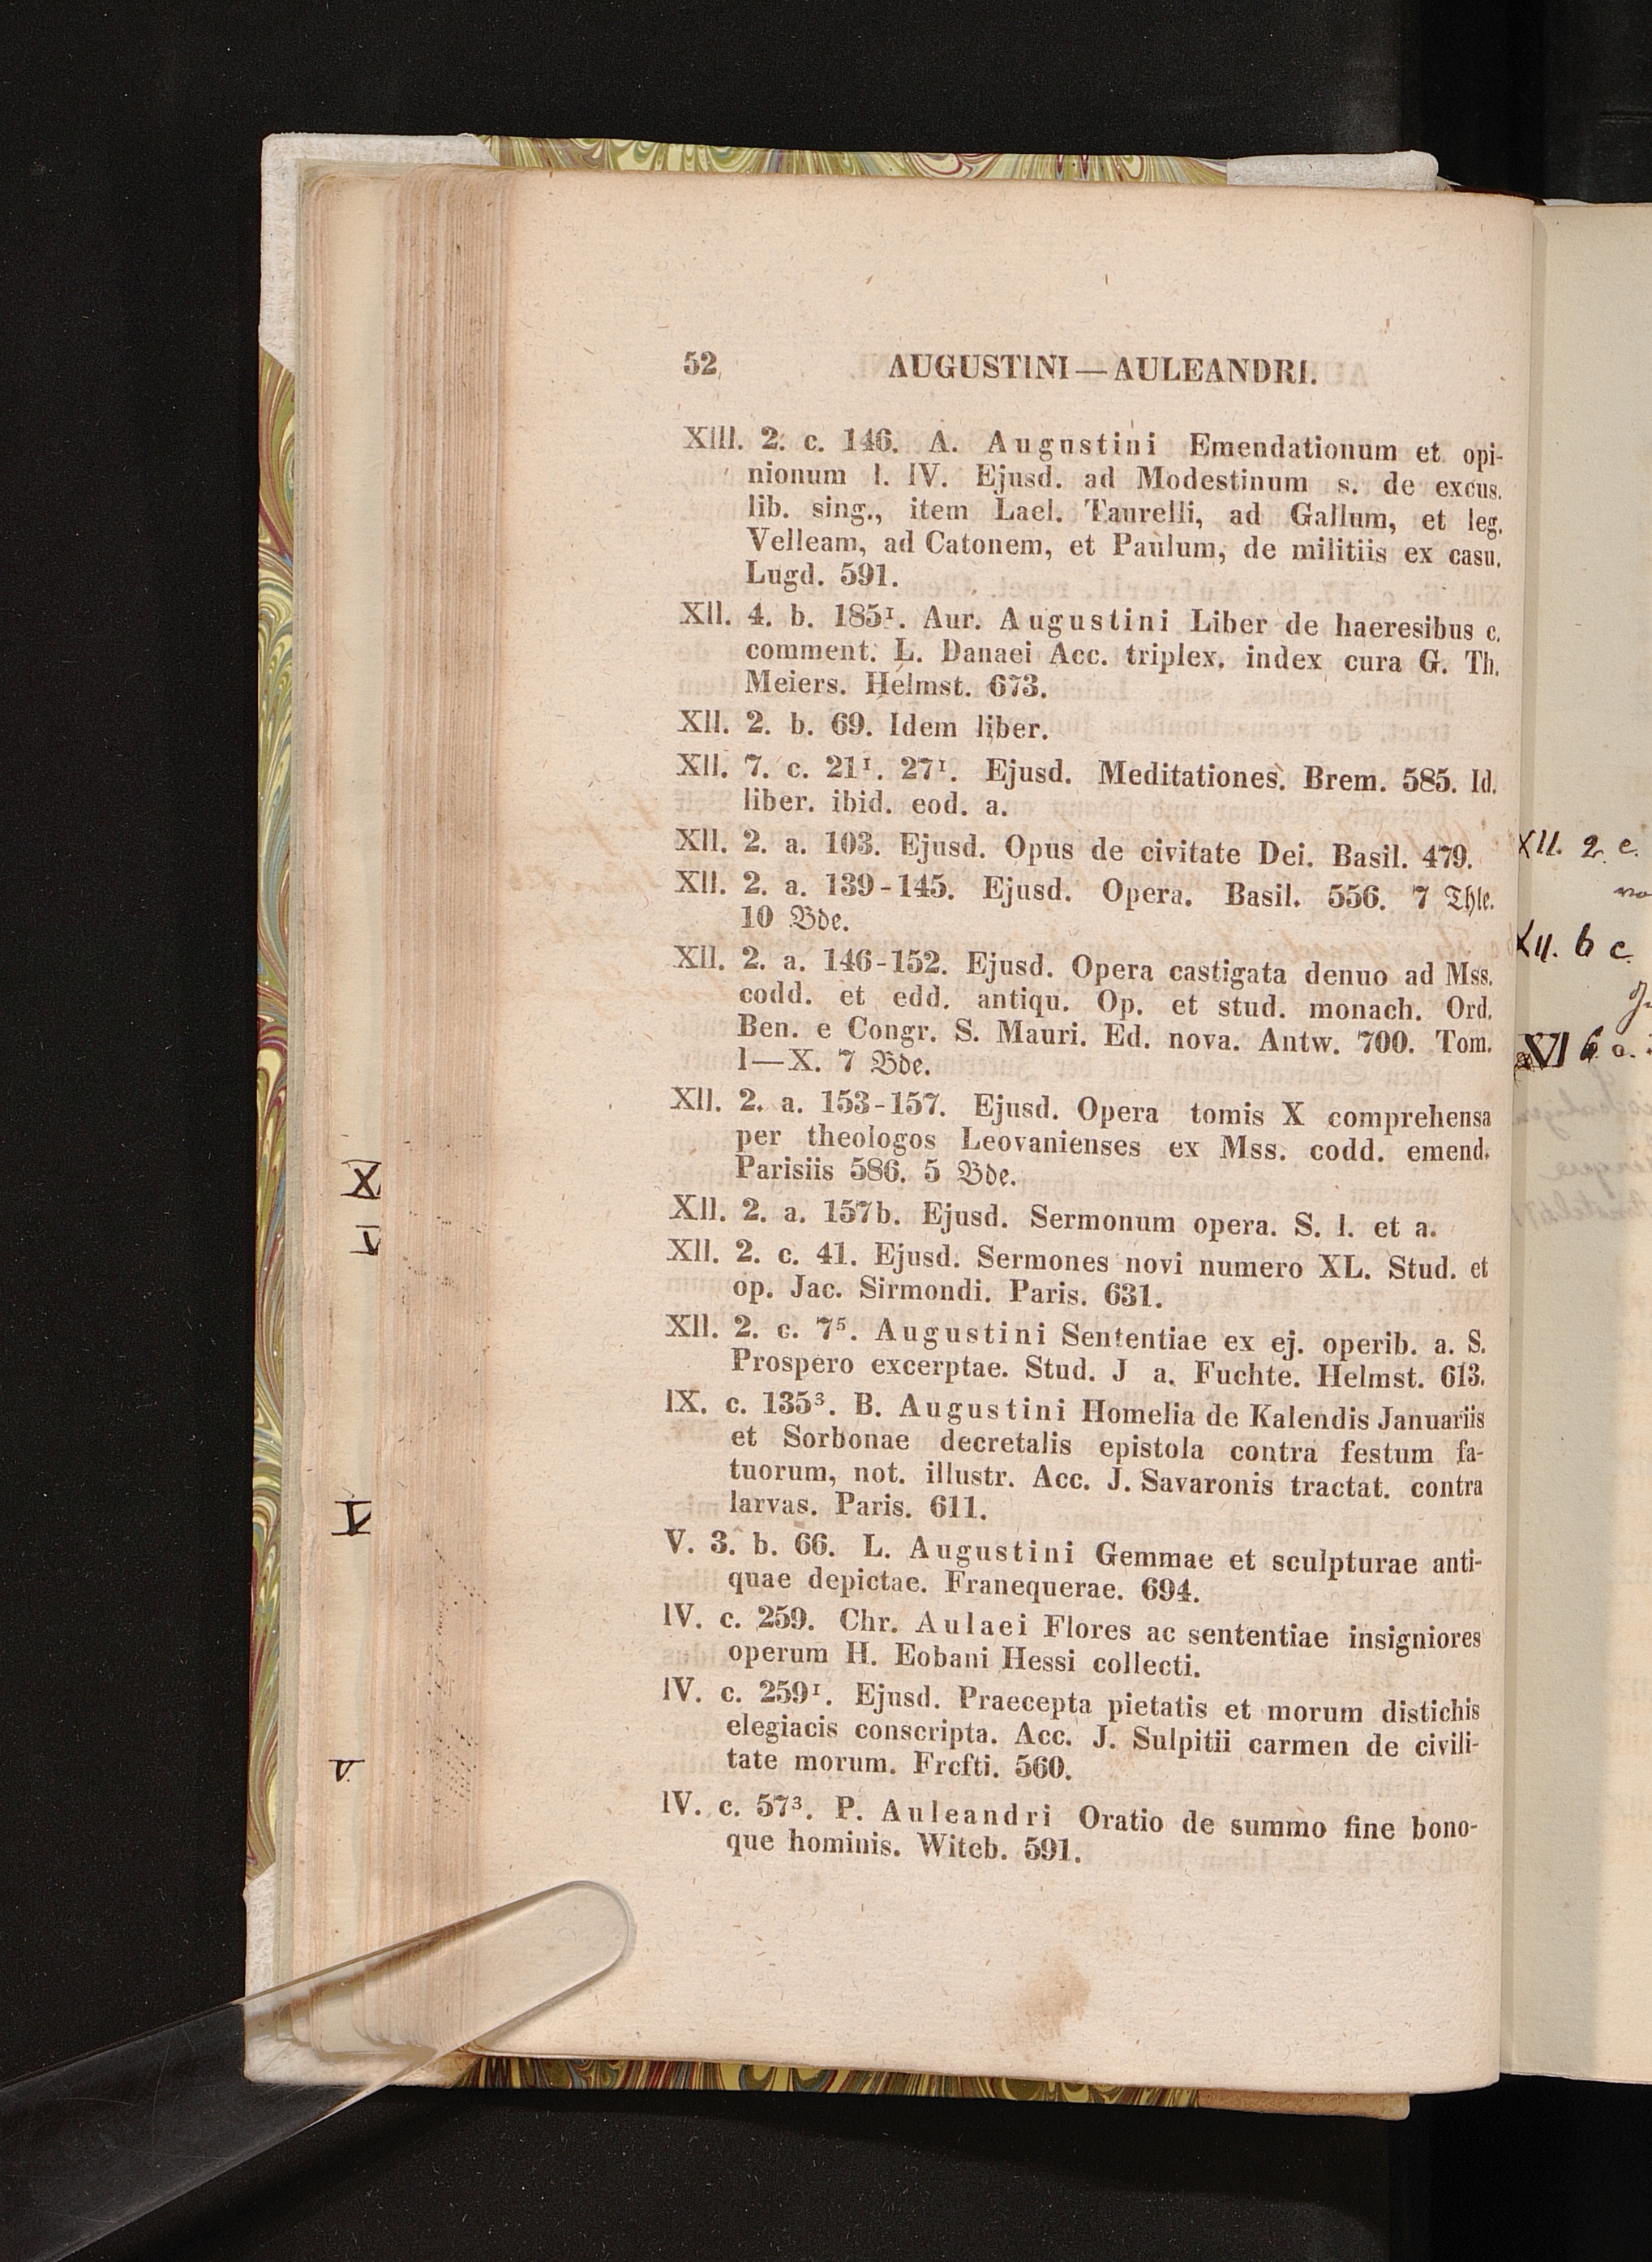 52 AUGUSTINI—AULEANDRI.
XIII. 2. c. 146. A. Augustini Emendationum et opi-
nionum l. IV. Ejusd. ad Modestinum s. de excus.
lib. sing., item Lael. Taurelli, ad Gallum, et leg.
Velleam, ad Catonem, et Paulum, de militiis ex casu.
Lugd. 591.
XII. 4. b. 185¹. Aur. Augustini Liber de haeresibus c.
comment. L. Danaei Acc. triplex. index cura G. Th.
Meiers. Helmst. 673.
XII. 2. b. 69. Idem liber.
XII. 7. c. 21¹. 27¹. Ejusd. Meditationes. Brem. 585. Id.
liber. ibid. eod. a.
XII. 2. a. 103. Ejusd. Opus de civitate Dei. Basil. 479.
XII. 2. a. 139-145. Ejusd. Opera. Basil. 556. 7 Thle.
10 Bde.
XII. 2. a. 146-152. Ejusd. Opera castigata denuo ad Mss.
codd. et edd. antiqu. Op. et stud. monach. Ord.
Ben. e Congr. S. Mauri. Ed. nova. Antw. 700. Tom.
I—X. 7 Bde.
XII. 2. a. 153-157. Ejusd. Opera tomis X comprehensa
per theologos Leovanienses ex Mss. codd. emend.
Parisiis 586. 5 Bde.
XII. 2. a. 157b. Ejusd. Sermonum opera. S. l. et a.
XII. 2. c. 41. Ejusd. Sermones novi numero XL. Stud. et
op. Jac. Sirmondi. Paris. 631.
XII. 2. c. 7⁵. Augustini Sententiae ex ej. operib. a. S.
Prospero excerptae. Stud. J a. Fuchte. Helmst. 613.
IX. c. 135³. B. Augustini Homelia de Kalendis Januariis
et Sorbonae decretalis epistola contra festum fa-
tuorum, not. illustr. Acc. J. Savaronis tractat. contra
larvas. Paris. 611.
V. 3. b. 66. L. Augustini Gemmae et sculpturae anti-
quae depictae. Franequerae. 694.
IV. c. 259. Chr. Aulaei Flores ac sententiae insigniores
operum H. Eobani Hessi collecti.
IV. c. 259¹. Ejusd. Praecepta pietatis et morum distichis
elegiacis conscripta. Acc. J. Sulpitii carmen de civili-
tate morum. Frcfti. 560.
IV. c. 57³. P. Auleandri Oratio de summo fine bono-
que hominis. Witeb. 591.
X
V
V
V
XII. 2. c.
XII. 6 c
XVI 6. a.